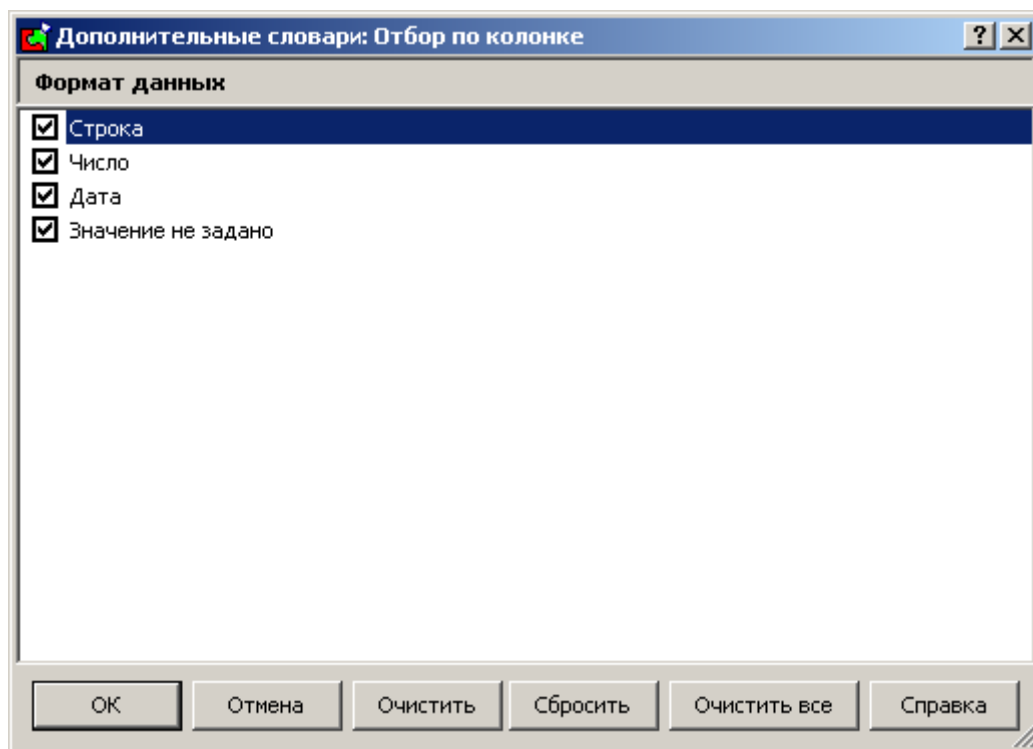 Дополнительные словари: Отбор по колонке
Формат данных
Строка
Число
Дата
Значение не задано
ОК Отмена Очистить Сбросить Очистить все Справка